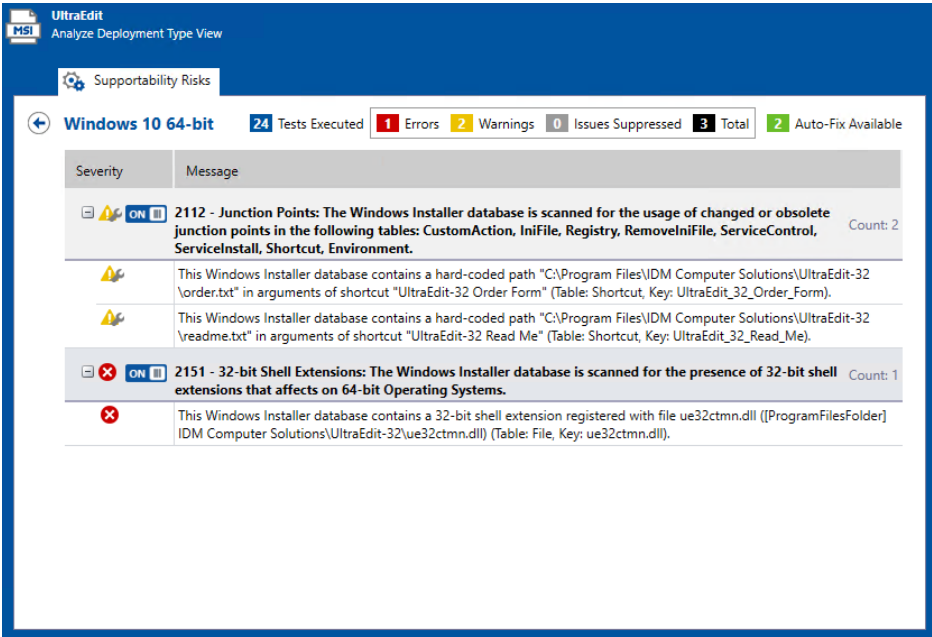 MSI
UltraEdit
Analyze Deployment Type View
Supportability Risks
Windows 10 64-bit
24 Tests Executed 1 Errors 2 Warnings 0 Issues Suppressed 3 Total 2 Auto-Fix Available
Severity Message
ON 2112 - Junction Points: The Windows Installer database is scanned for the usage of changed or obsolete
junction points in the following tables: CustomAction, IniFile, Registry, RemoveIniFile, ServiceControl,
ServiceInstall, Shortcut, Environment.
Count: 2
This Windows Installer database contains a hard-coded path "C:\Program Files\IDM Computer Solutions\UltraEdit-32
\order.txt" in arguments of shortcut "UltraEdit-32 Order Form" (Table: Shortcut, Key: UltraEdit_32_Order_Form).
This Windows Installer database contains a hard-coded path "C:\Program Files\IDM Computer Solutions\UltraEdit-32
\readme.txt" in arguments of shortcut "UltraEdit-32 Read Me" (Table: Shortcut, Key: UltraEdit_32_Read_Me).
ON 2151 - 32-bit Shell Extensions: The Windows Installer database is scanned for the presence of 32-bit shell
extensions that affects on 64-bit Operating Systems.
Count: 1
This Windows Installer database contains a 32-bit shell extension registered with file ue32ctmn.dll ([ProgramFilesFolder]
IDM Computer Solutions\UltraEdit-32\ue32ctmn.dll) (Table: File, Key: ue32ctmn.dll).